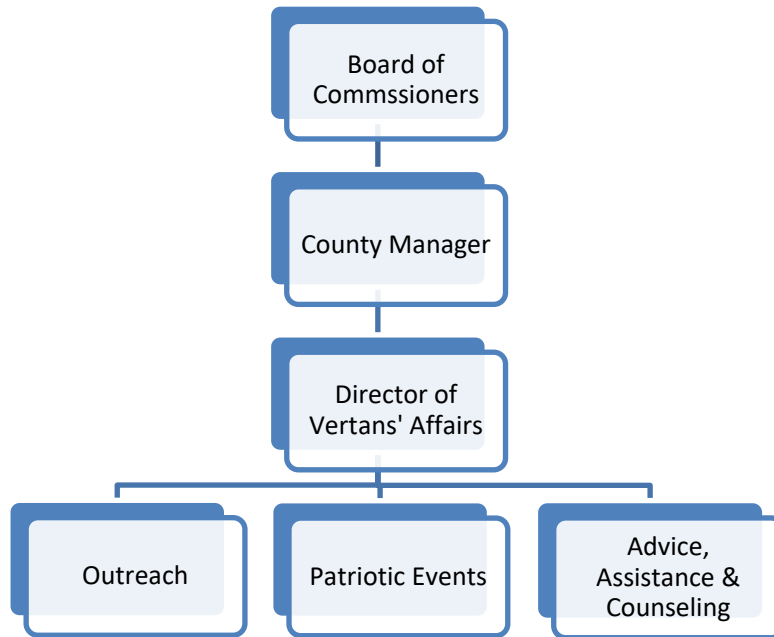 Board of
Commssioners
County Manager
Director of
Vertans' Affairs
Outreach
Patriotic Events
Advice,
Assistance &
Counseling